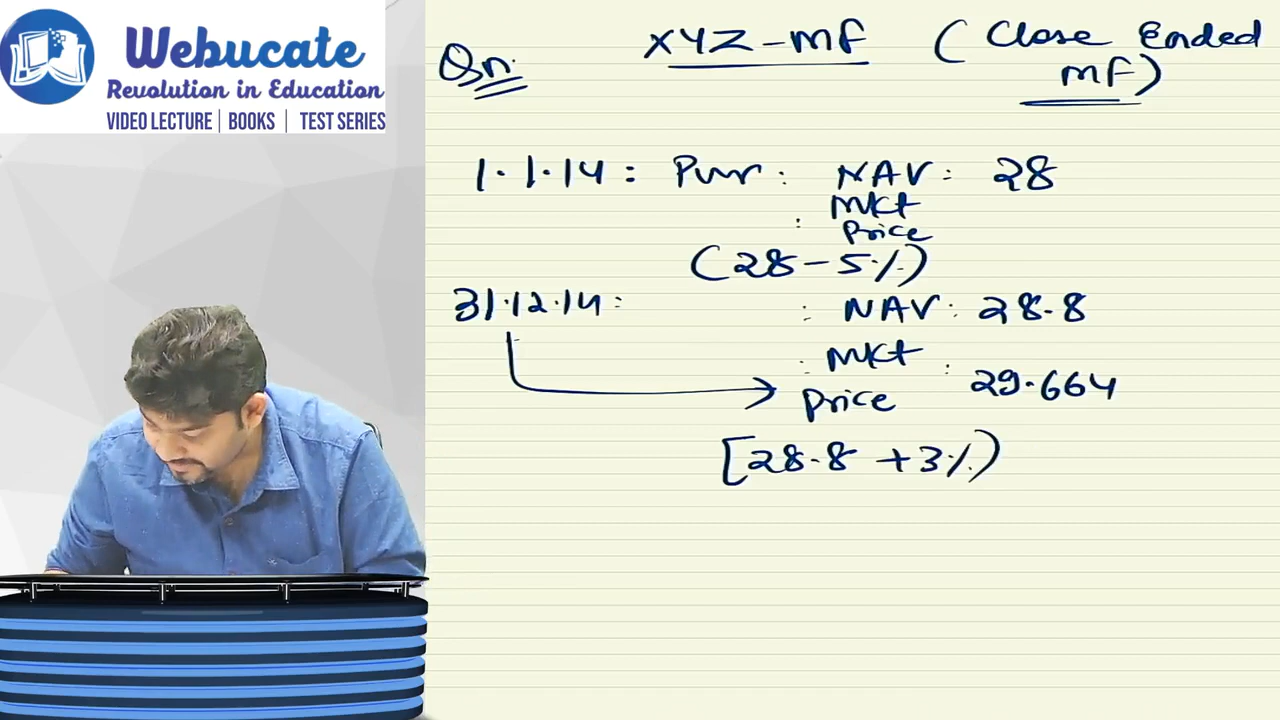 Webucate
Revolution in Education
VIDEO LECTURE | BOOKS | TEST SERIES
Qn.
XYZ-MF (Close Ended
MF)
1.1.14 : Pur : NAV : 28
: Mkt
Price
(28-5%)
31.12.14 : : NAV : 28.8
: Mkt
Price : 29.664
[28.8 +3%)